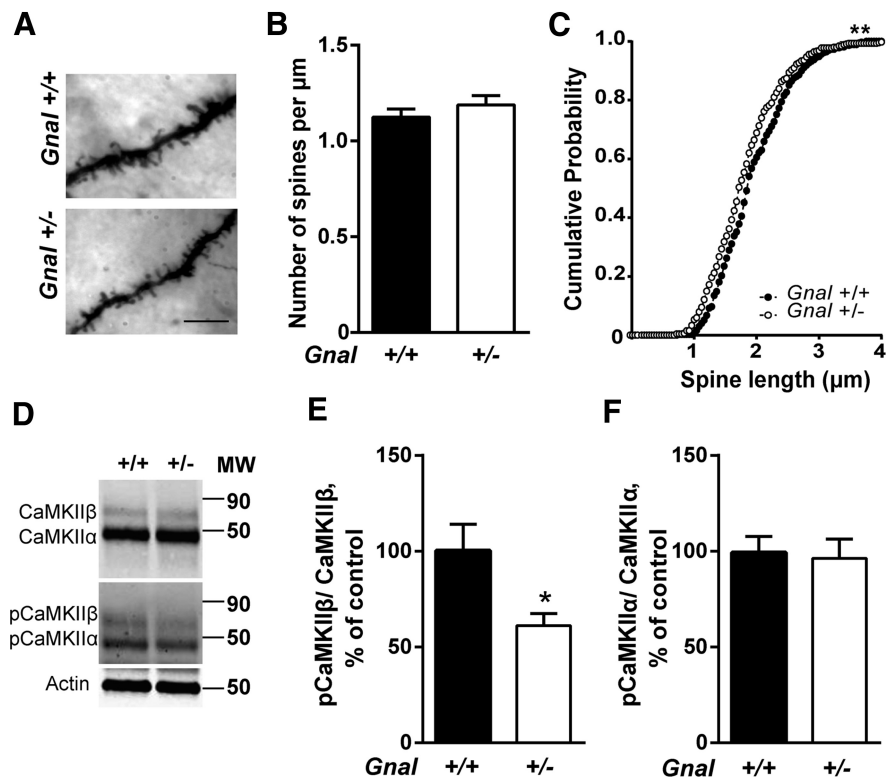 A
Gnal +/+
Gnal +/-
B
Number of spines per µm
1.5
1.0
0.5
0
Gnal +/+ +/-
C
Cumulative Probability
1.0
0.8
0.6
0.4
0.2
0
**
Gnal +/+
Gnal +/-
1 2 3 4
Spine length (µm)
D
+/+ +/- MW
90
CaMKIIβ
50
CaMKIIα
90
pCaMKIIβ
pCaMKIIα 50
Actin 50
E
pCaMKIIβ/ CaMKIIβ,
% of control
150
100
50
0
*
Gnal +/+ +/-
F
pCaMKIIα/ CaMKIIα,
% of control
150
100
50
0
Gnal +/+ +/-